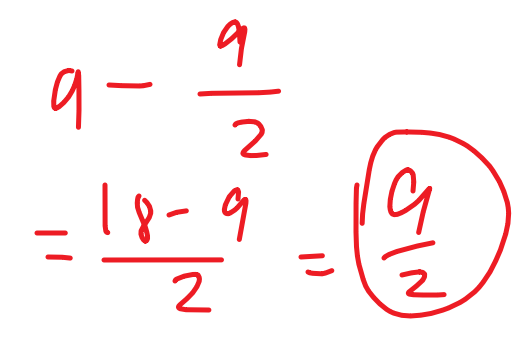 9 - 9/2
= (18 - 9)/2 = 9/2